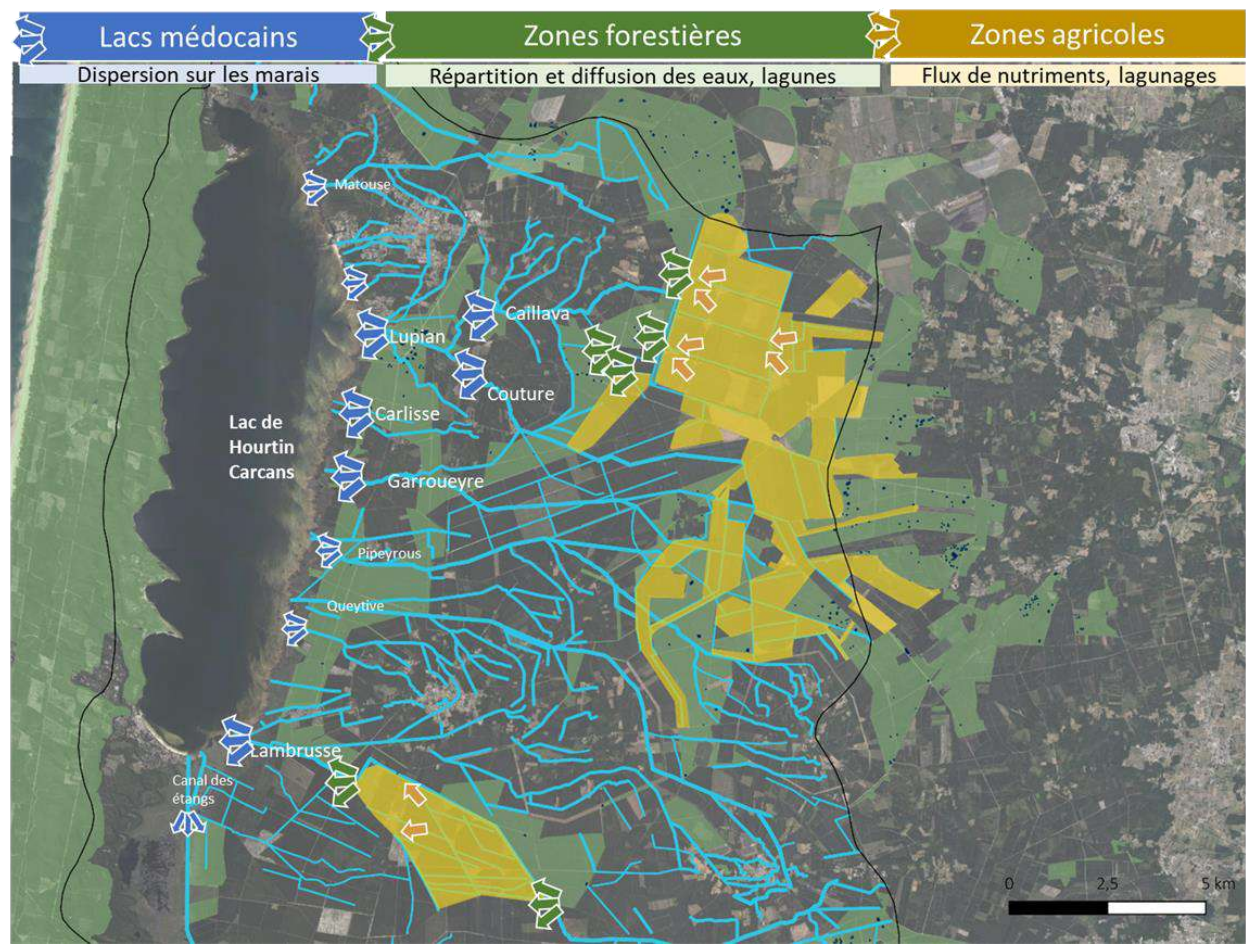 Lacs médocains
Zones forestières
Zones agricoles
Dispersion sur les marais
Répartition et diffusion des eaux, lagunes
Flux de nutriments, lagunages
Matouse
Caillava
Lupian
Couture
Carlisse
Lac de
Hourtin
Carcans
Garroueyre
Pipeyrous
Queytive
Lambrusse
Canal des
étangs
0
2,5
5 km